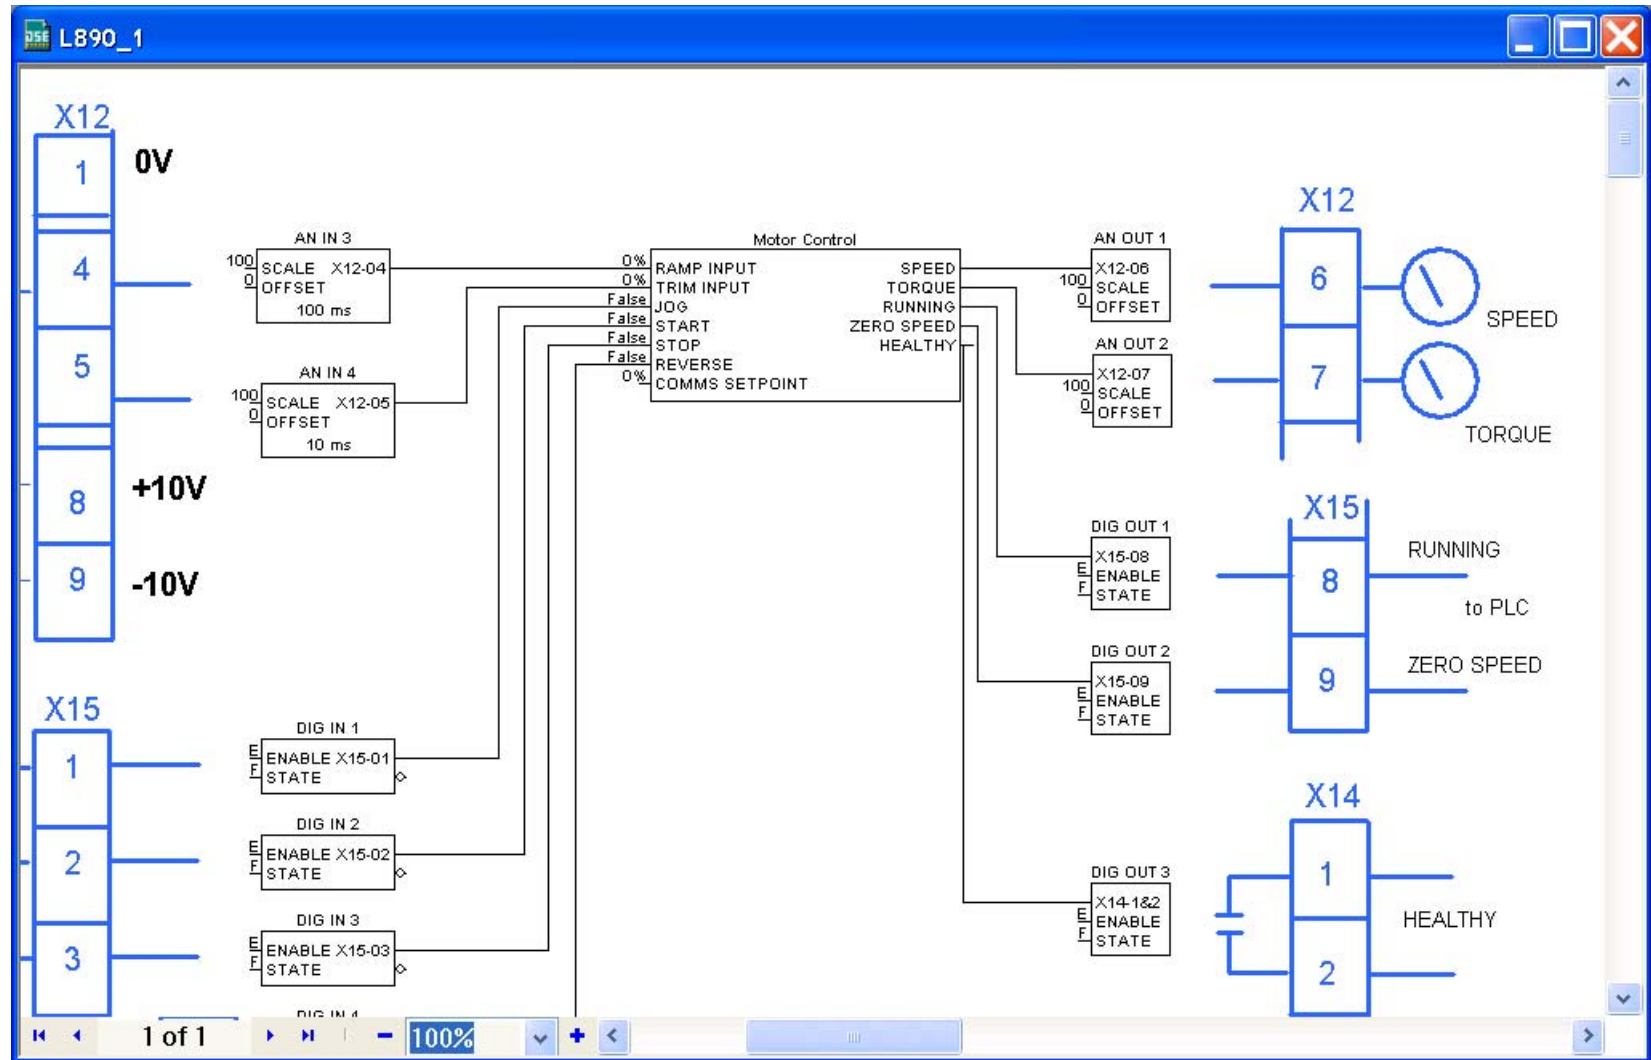 L890_1
X12
1
0V
4
5
8
+10V
9
-10V
X15
1
2
3
AN IN 3
100 SCALE X12-04
0 OFFSET
100 ms
AN IN 4
100 SCALE X12-05
0 OFFSET
10 ms
DIG IN 1
E ENABLE X15-01
F STATE
DIG IN 2
E ENABLE X15-02
F STATE
DIG IN 3
E ENABLE X15-03
F STATE
DIG IN 4
Motor Control
0% RAMP INPUT SPEED
0% TRIM INPUT TORQUE
False JOG RUNNING
False START ZERO SPEED
False STOP HEALTHY
False REVERSE
0% COMMS SETPOINT
AN OUT 1
X12-06
100 SCALE
0 OFFSET
AN OUT 2
X12-07
100 SCALE
0 OFFSET
DIG OUT 1
X15-08
E ENABLE
F STATE
DIG OUT 2
X15-09
E ENABLE
F STATE
DIG OUT 3
X14-1&2
E ENABLE
F STATE
X12
6
SPEED
7
TORQUE
X15
RUNNING
8
to PLC
ZERO SPEED
9
X14
1
HEALTHY
2
1 of 1
100%